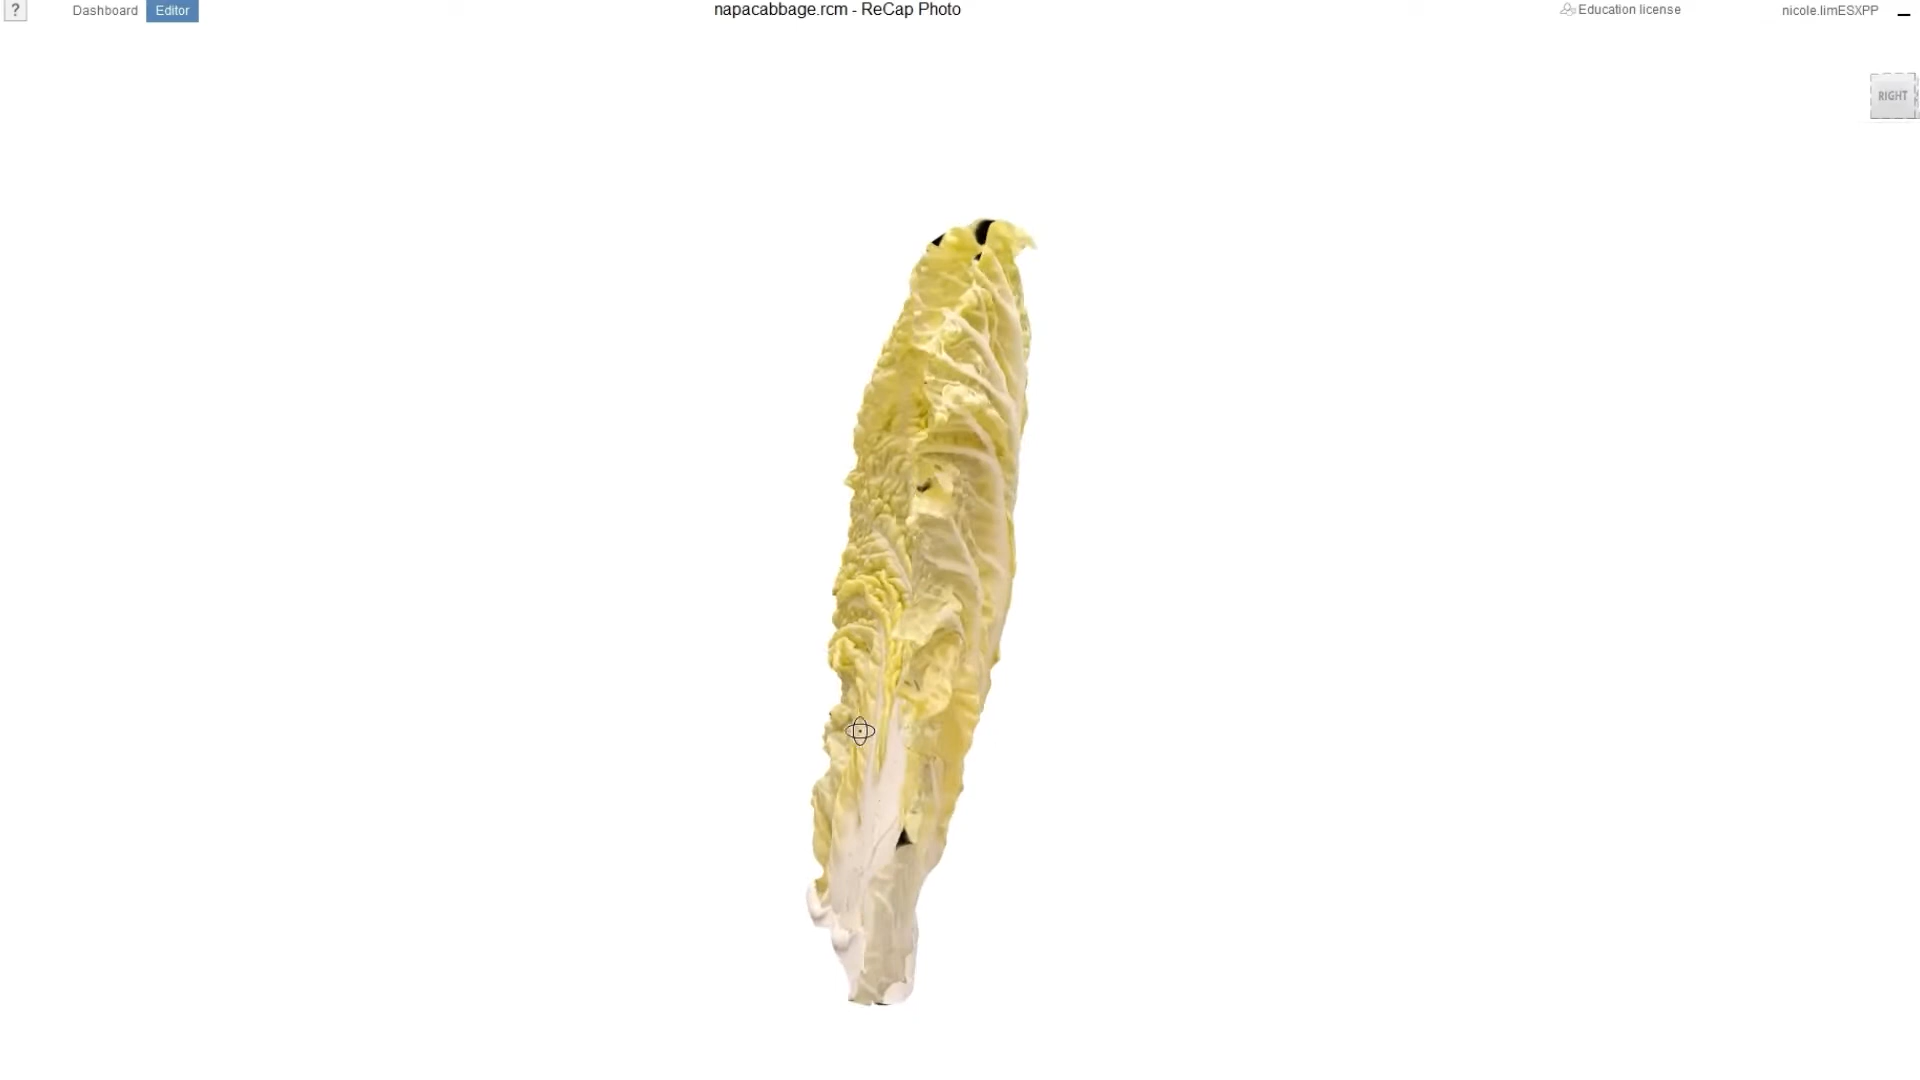 ?
Dashboard
Editor
napacabbage.rcm - ReCap Photo
Education license
nicole.limESXPP
RIGHT